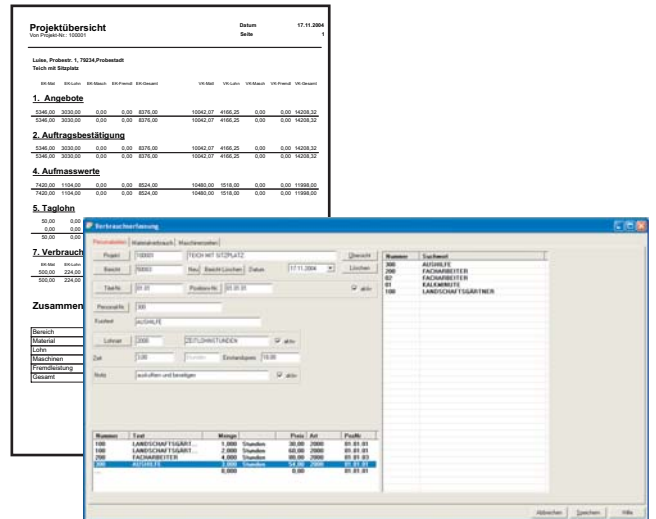 Projektübersicht Datum 17.11.2004
Von Projekt-Nr.: 100001 Seite 1
Luise, Probestr. 1, 79234,Probestadt
Teich mit Sitzplatz
EK-Mat EK-Lohn EK-Masch EK-Fremd EK-Gesamt VK-Mat VK-Lohn VK-Masch VK-Fremd VK-Gesamt
1. Angebote
5346,00 3030,00 0,00 0,00 8376,00 10042,07 4166,25 0,00 0,00 14208,32
5346,00 3030,00 0,00 0,00 8376,00 10042,07 4166,25 0,00 0,00 14208,32
2. Auftragsbestätigung
5346,00 3030,00 0,00 0,00 8376,00 10042,07 4166,25 0,00 0,00 14208,32
5346,00 3030,00 0,00 0,00 8376,00 10042,07 4166,25 0,00 0,00 14208,32
4. Aufmasswerte
7420,00 1104,00 0,00 0,00 8524,00 10480,00 1518,00 0,00 0,00 11998,00
7420,00 1104,00 0,00 0,00 8524,00 10480,00 1518,00 0,00 0,00 11998,00
5. Taglohn
50,00 0,00
0,00 0,00
50,00 0,00
7. Verbrauch
EK-Mat EK-Lohn
500,00 224,00
500,00 224,00
Zusammen
Bereich
Material
Lohn
Maschinen
Fremdleistung
Gesamt
Verbrauchserfassung
Personalzeiten Materialverbrauch Maschinenzeiten
Projekt 100001 TEICH MIT SITZPLATZ Übersicht
Bericht 50003 Neu Bericht Löschen Datum 17.11.2004 Löschen
Titel-Nr. 01.01 Positions-Nr. 01.01.01 aktiv
Personal-Nr. 300
Kurztext AUSHILFE
Lohnart 2000 ZEITLOHNSTUNDEN aktiv
Zeit 3,00 Stunden Einstandspreis 18,00
Notiz aushelfen und beseitigen aktiv
Nummer Suchwort
300 AUSHILFE
200 FACHARBEITER
02 FACHARBEITER
01 KALKMINUTE
100 LANDSCHAFTSGÄRTNER
Nummer Text Menge Preis Art PosNr
100 LANDSCHAFTSGÄRT... 1,000 Stunden 30,00 2000 01.01.01
100 LANDSCHAFTSGÄRT... 2,000 Stunden 60,00 2000 01.01.01
200 FACHARBEITER 4,000 Stunden 80,00 2000 01.01.03
300 AUSHILFE 3,000 Stunden 54,00 2000 01.01.01
... 0,000 0,00 01.01.01
Abbrechen Speichern Hilfe